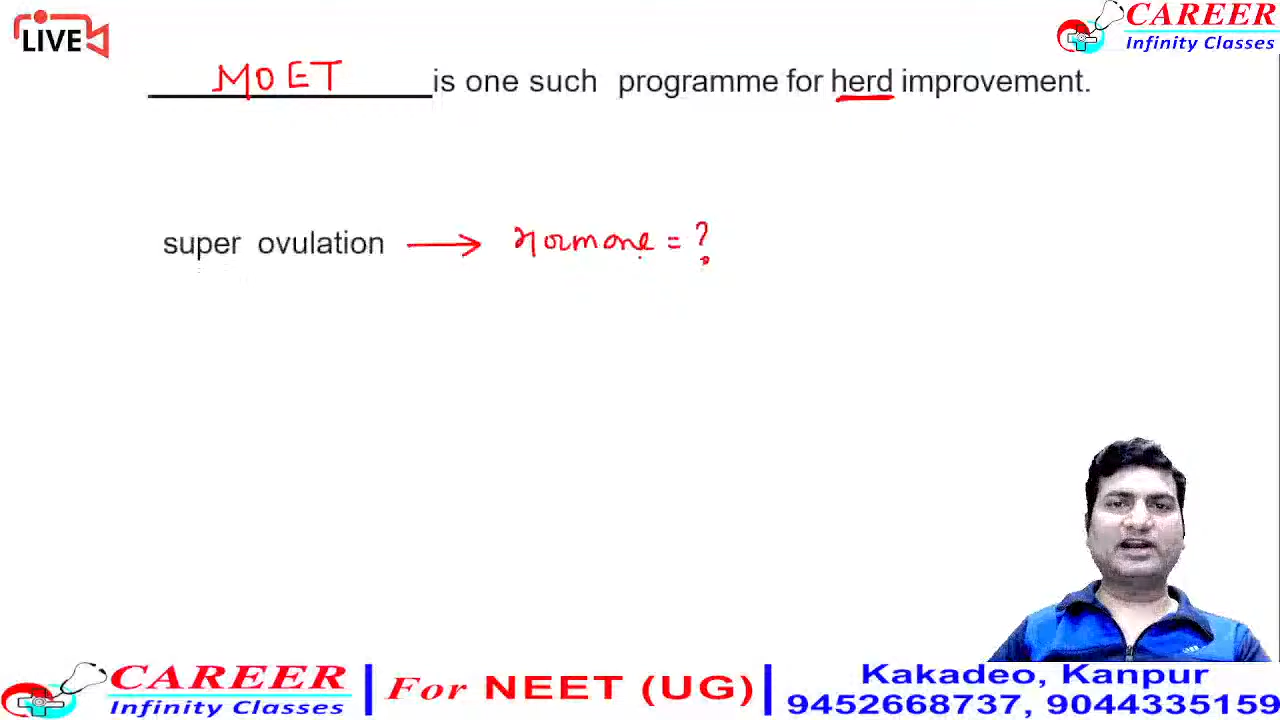 LIVE
CAREER
Infinity Classes
MOET is one such programme for herd improvement.
super ovulation → Hormone = ?
CAREER
Infinity Classes
For NEET (UG)
Kakadeo, Kanpur
9452668737, 9044335159